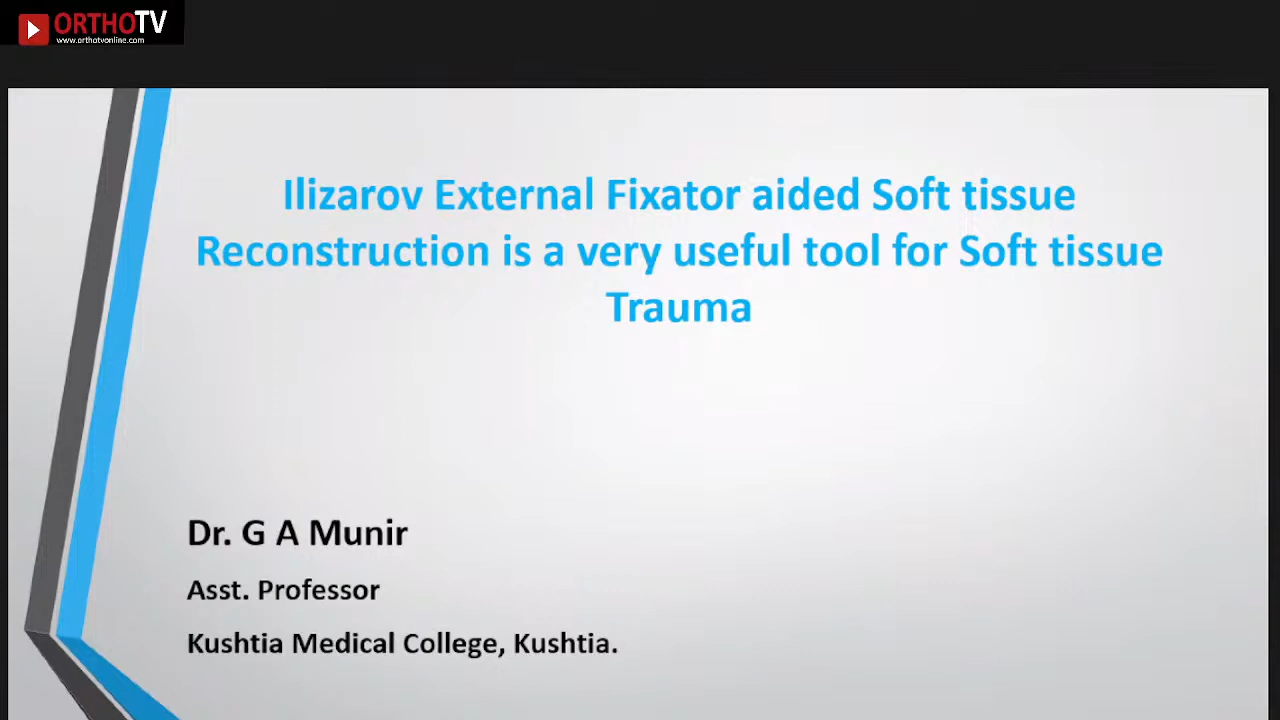 ORTHOTV
www.orthotvonline.com
Ilizarov External Fixator aided Soft tissue
Reconstruction is a very useful tool for Soft tissue
Trauma
Dr. G A Munir
Asst. Professor
Kushtia Medical College, Kushtia.